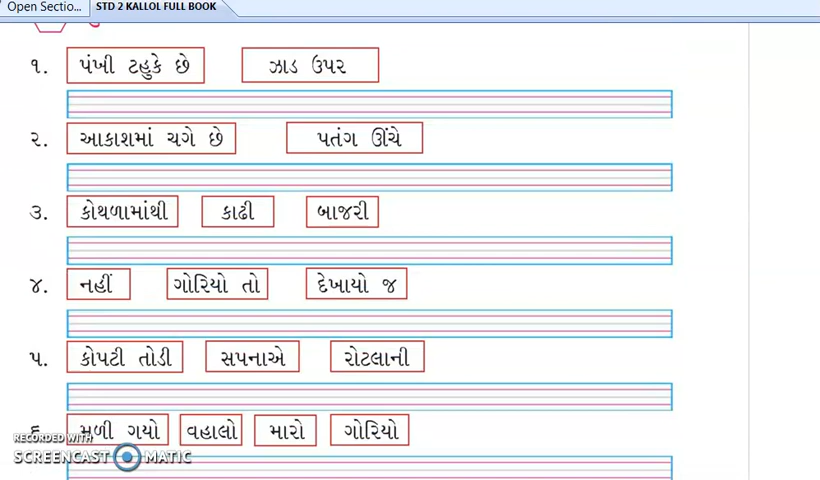 Open Sectio... STD 2 KALLOL FULL BOOK
૧. પંખી ટહુકે છે ઝાડ ઉપર
૨. આકાશમાં ચગે છે પતંગ ઊંચે
૩. કોથળામાંથી કાઢી બાજરી
૪. નહીં ગોરિયો તો દેખાયો જ
૫. કોપટી તોડી સપનાએ રોટલાની
૬. મળી ગયો વહાલો મારો ગોરિયો
RECORDED WITH
SCREENCAST MATIC